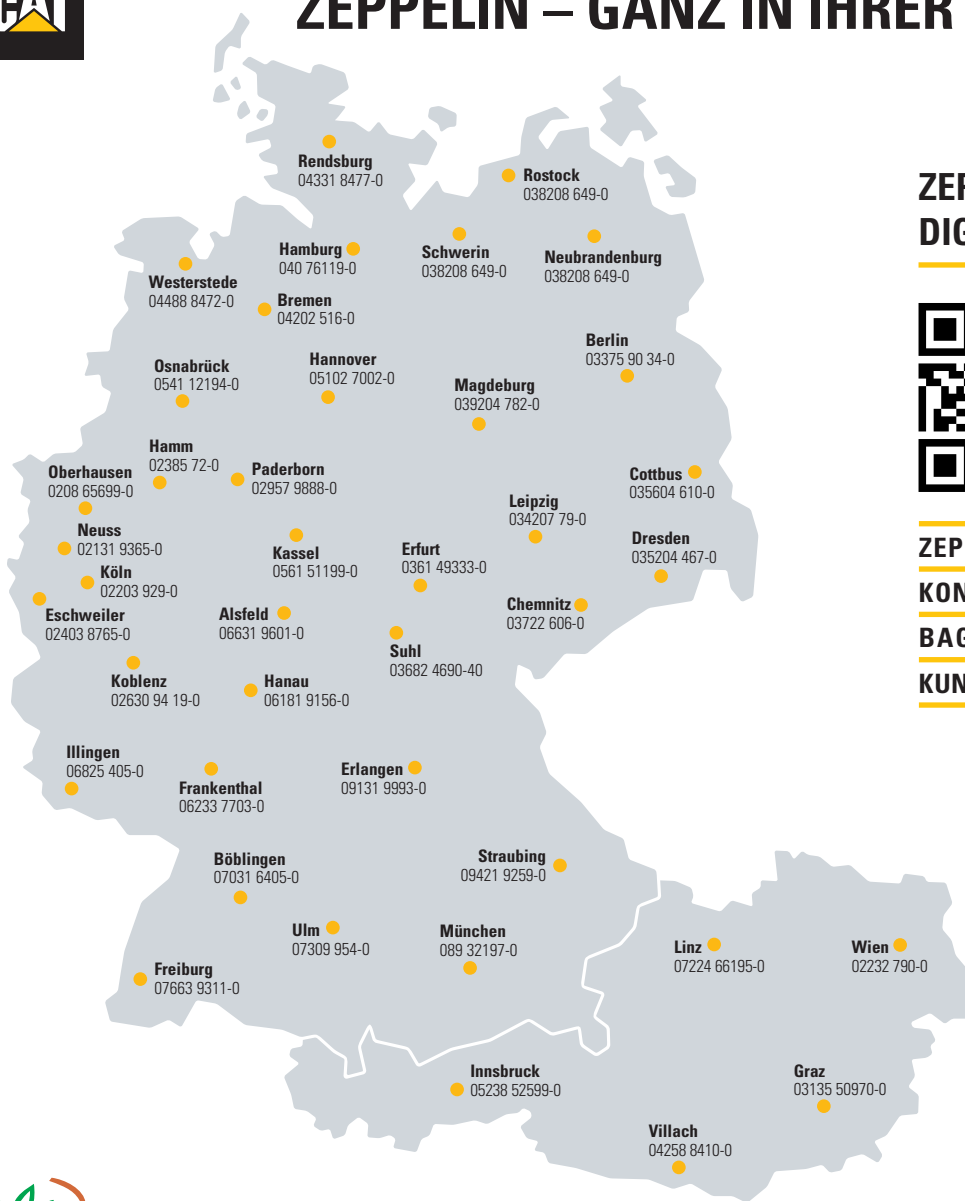 ZEPPELIN – GANZ IN IHRER
Rendsburg
04331 8477-0
Rostock
038208 649-0
Hamburg
040 76119-0
Schwerin
038208 649-0
Neubrandenburg
038208 649-0
Westerstede
04488 8472-0
Bremen
04202 516-0
Berlin
03375 90 34-0
Osnabrück
0541 12194-0
Hannover
05102 7002-0
Magdeburg
039204 782-0
Hamm
02385 72-0
Oberhausen
0208 65699-0
Paderborn
02957 9888-0
Cottbus
035604 610-0
Leipzig
034207 79-0
Neuss
02131 9365-0
Kassel
0561 51199-0
Erfurt
0361 49333-0
Dresden
035204 467-0
Köln
02203 929-0
Eschweiler
02403 8765-0
Alsfeld
06631 9601-0
Chemnitz
03722 606-0
Suhl
03682 4690-40
Koblenz
02630 94 19-0
Hanau
06181 9156-0
Illingen
06825 405-0
Frankenthal
06233 7703-0
Erlangen
09131 9993-0
Böblingen
07031 6405-0
Straubing
09421 9259-0
Ulm
07309 954-0
München
089 32197-0
Freiburg
07663 9311-0
Linz
07224 66195-0
Wien
02232 790-0
Innsbruck
05238 52599-0
Graz
03135 50970-0
Villach
04258 8410-0
DIG
ZEP
KON
BAG
KUN